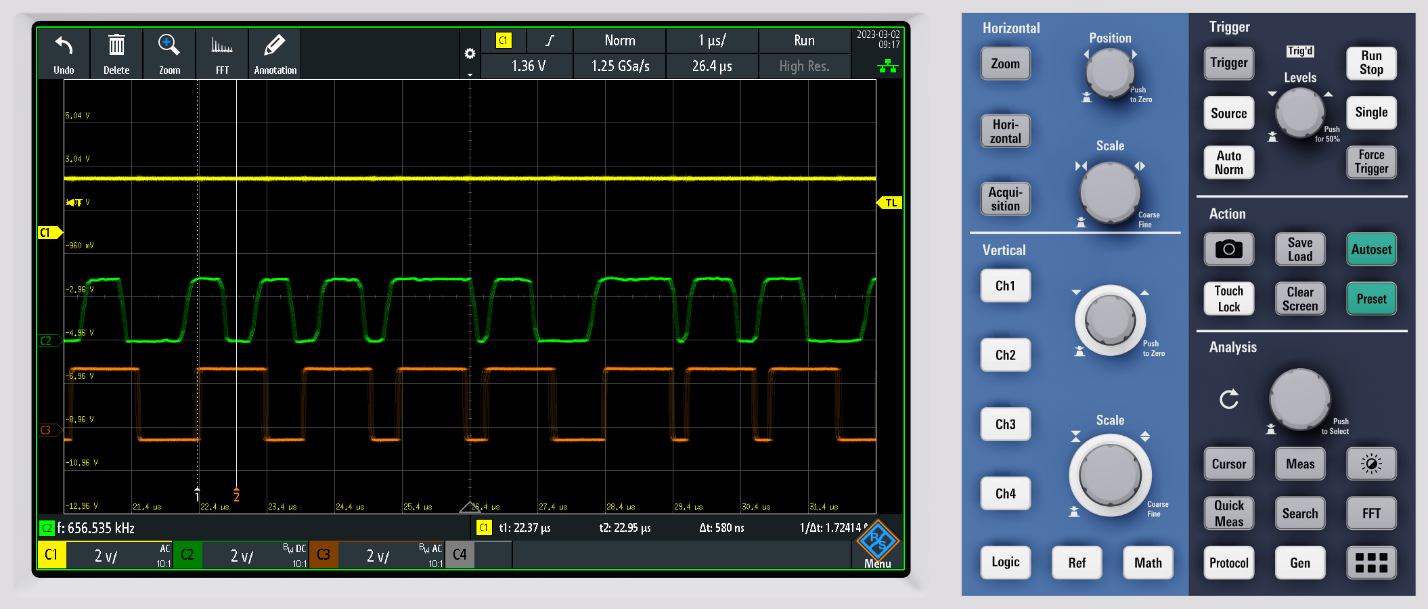 Undo
Delete
Zoom
FFT
Annotation
C1
Norm
1 µs/
Run
2023-03-02
09:17
1.36 V
1.25 GSa/s
26.4 µs
High Res.
5.04 V
3.04 V
TL
C1
-960 mV
-2.96 V
C2
-4.96 V
-6.96 V
C3
-8.96 V
-10.96 V
1
2
-12.96 V
21.4 µs
22.4 µs
23.4 µs
24.4 µs
25.4 µs
26.4 µs
27.4 µs
28.4 µs
29.4 µs
30.4 µs
31.4 µs
C2
f: 656.535 kHz
C1
t1: 22.37 µs
t2: 22.95 µs
Δt: 580 ns
1/Δt: 1.72414
C1
2 V/
AC
10:1
C2
2 V/
BW DC
10:1
C3
2 V/
BW AC
10:1
C4
R&S
Menu
Horizontal
Zoom
Position
Push
to Zero
Hori-
zontal
Scale
Acqui-
sition
Coarse
Fine
Vertical
Ch1
Ch2
Push
to Zero
Ch3
Scale
Ch4
Coarse
Fine
Logic
Ref
Math
Trigger
Trigger
Trig'd
Run
Stop
Levels
Source
Single
Push
for 50%
Auto
Norm
Force
Trigger
Action
Save
Load
Autoset
Touch
Lock
Clear
Screen
Preset
Analysis
Push
to Select
Cursor
Meas
Quick
Meas
Search
FFT
Protocol
Gen